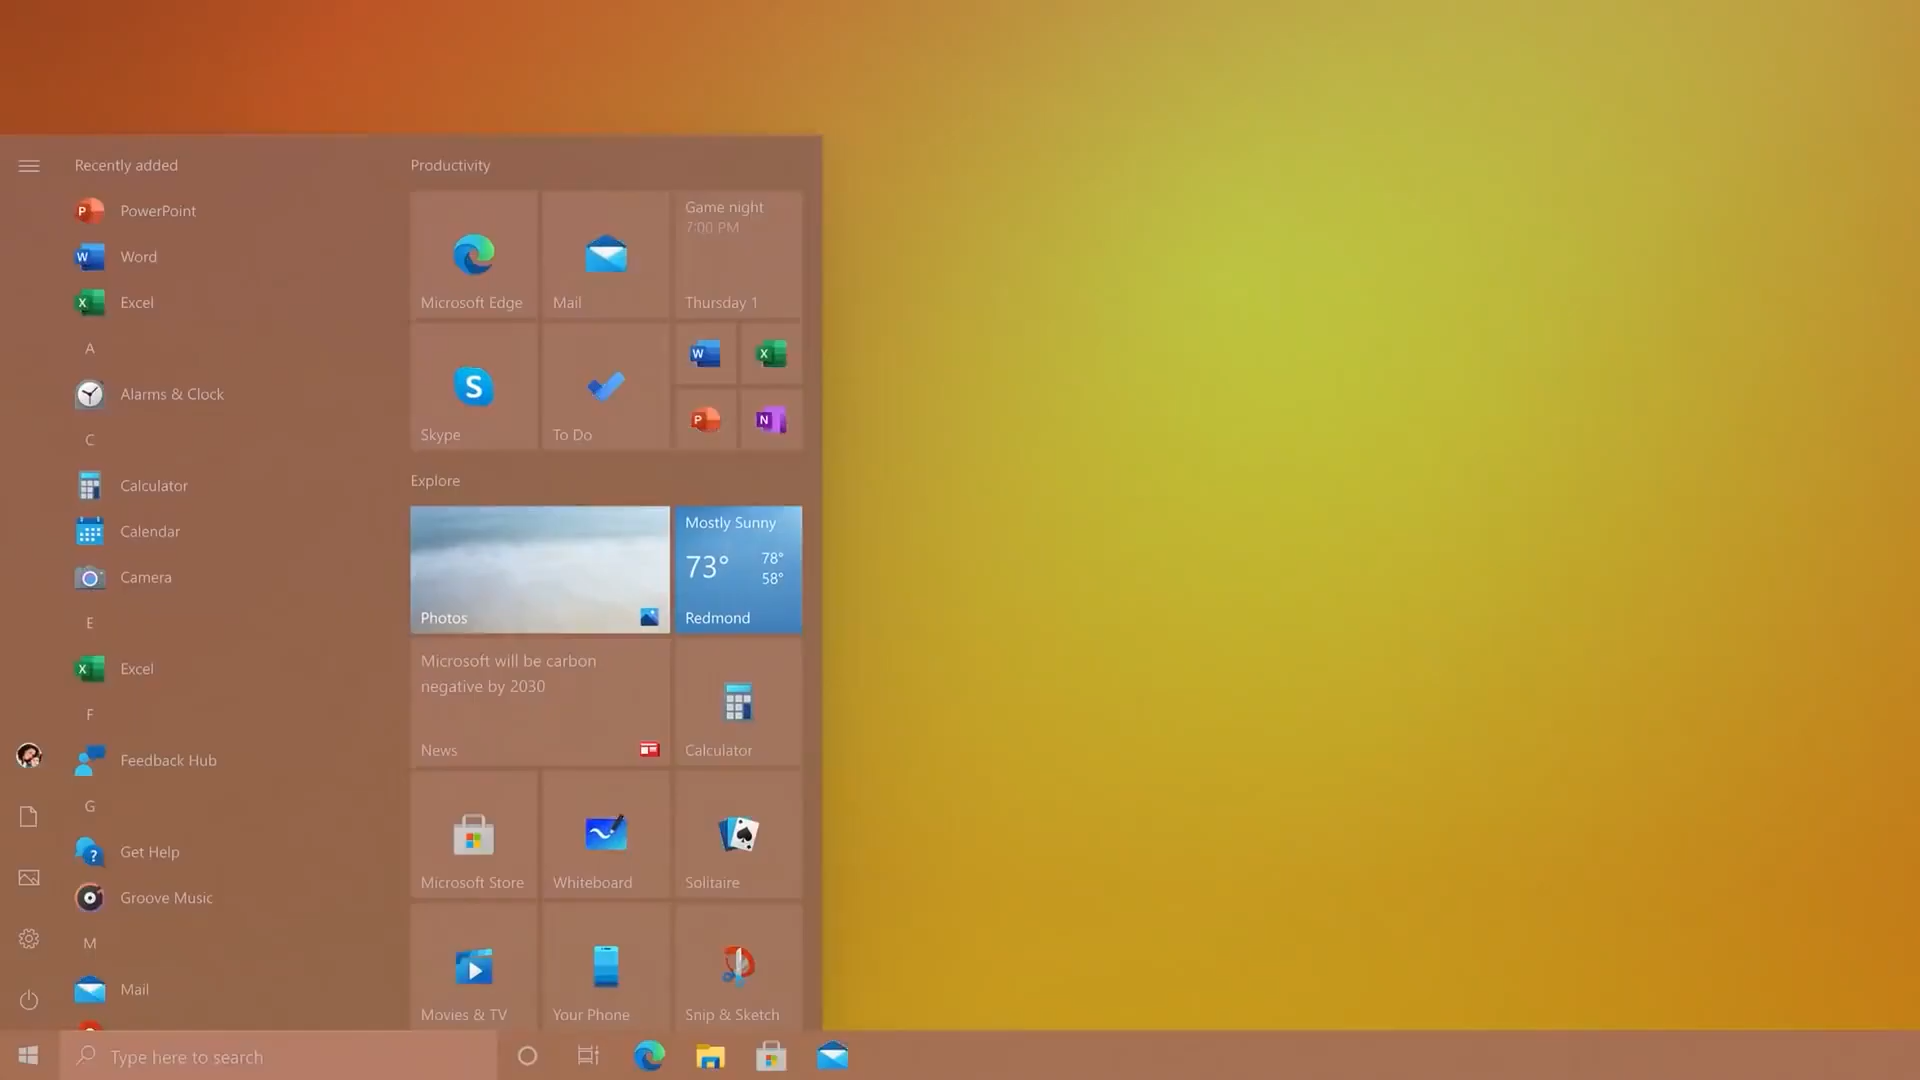 Recently added
PowerPoint
Word
Excel
A
Alarms & Clock
C
Calculator
Calendar
Camera
E
Excel
F
Feedback Hub
G
Get Help
Groove Music
M
Mail
Productivity
Microsoft Edge
Mail
Game night
7:00 PM
Thursday 1
Skype
To Do
Explore
Photos
Mostly Sunny
73°
78°
58°
Redmond
Microsoft will be carbon
negative by 2030
News
Calculator
Microsoft Store
Whiteboard
Solitaire
Movies & TV
Your Phone
Snip & Sketch
Type here to search